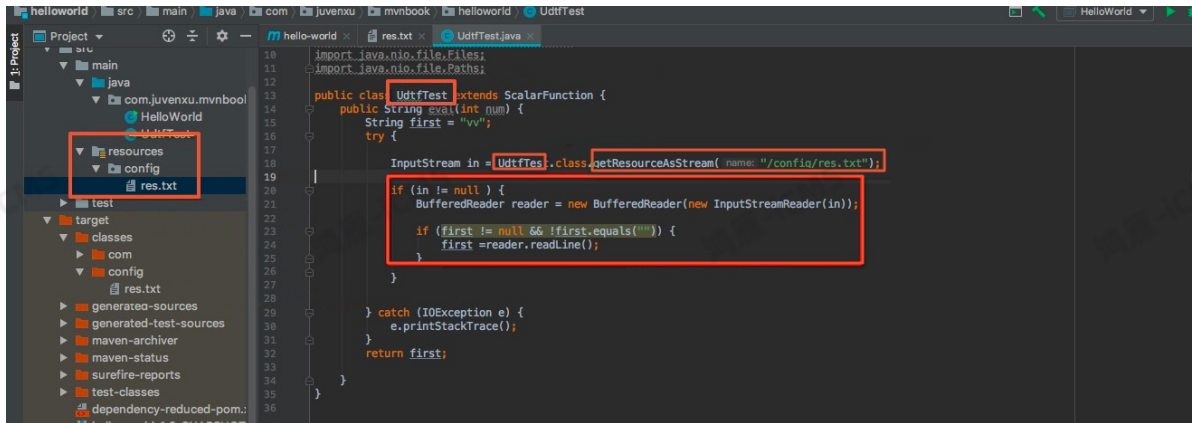 helloworld src main java com juvenxu mvnbook helloworld UdtfTest HelloWorld
1: Project
Project
hello-world res.txt UdtfTest.java
src
main
java
com.juvenxu.mvnbool
HelloWorld
UdtfTest
resources
config
res.txt
test
target
classes
com
config
res.txt
generated-sources
generated-test-sources
maven-archiver
maven-status
surefire-reports
test-classes
dependency-reduced-pom.
10 import java.nio.file.Files;
11 import java.nio.file.Paths;
12
13 public clas UdtfTest extends ScalarFunction {
14 public String eval(int num) {
15 String first = "vv";
16 try {
17
18 InputStream in = UdtfTes.class.getResourceAsStream( name: "/config/res.txt");
19
20 if (in != null ) {
21 BufferedReader reader = new BufferedReader(new InputStreamReader(in));
22
23 if (first != null && !first.equals("")) {
24 first =reader.readLine();
25 }
26 }
27
28
29 } catch (IOException e) {
30 e.printStackTrace();
31 }
32 return first;
33
34 }
35 }
36